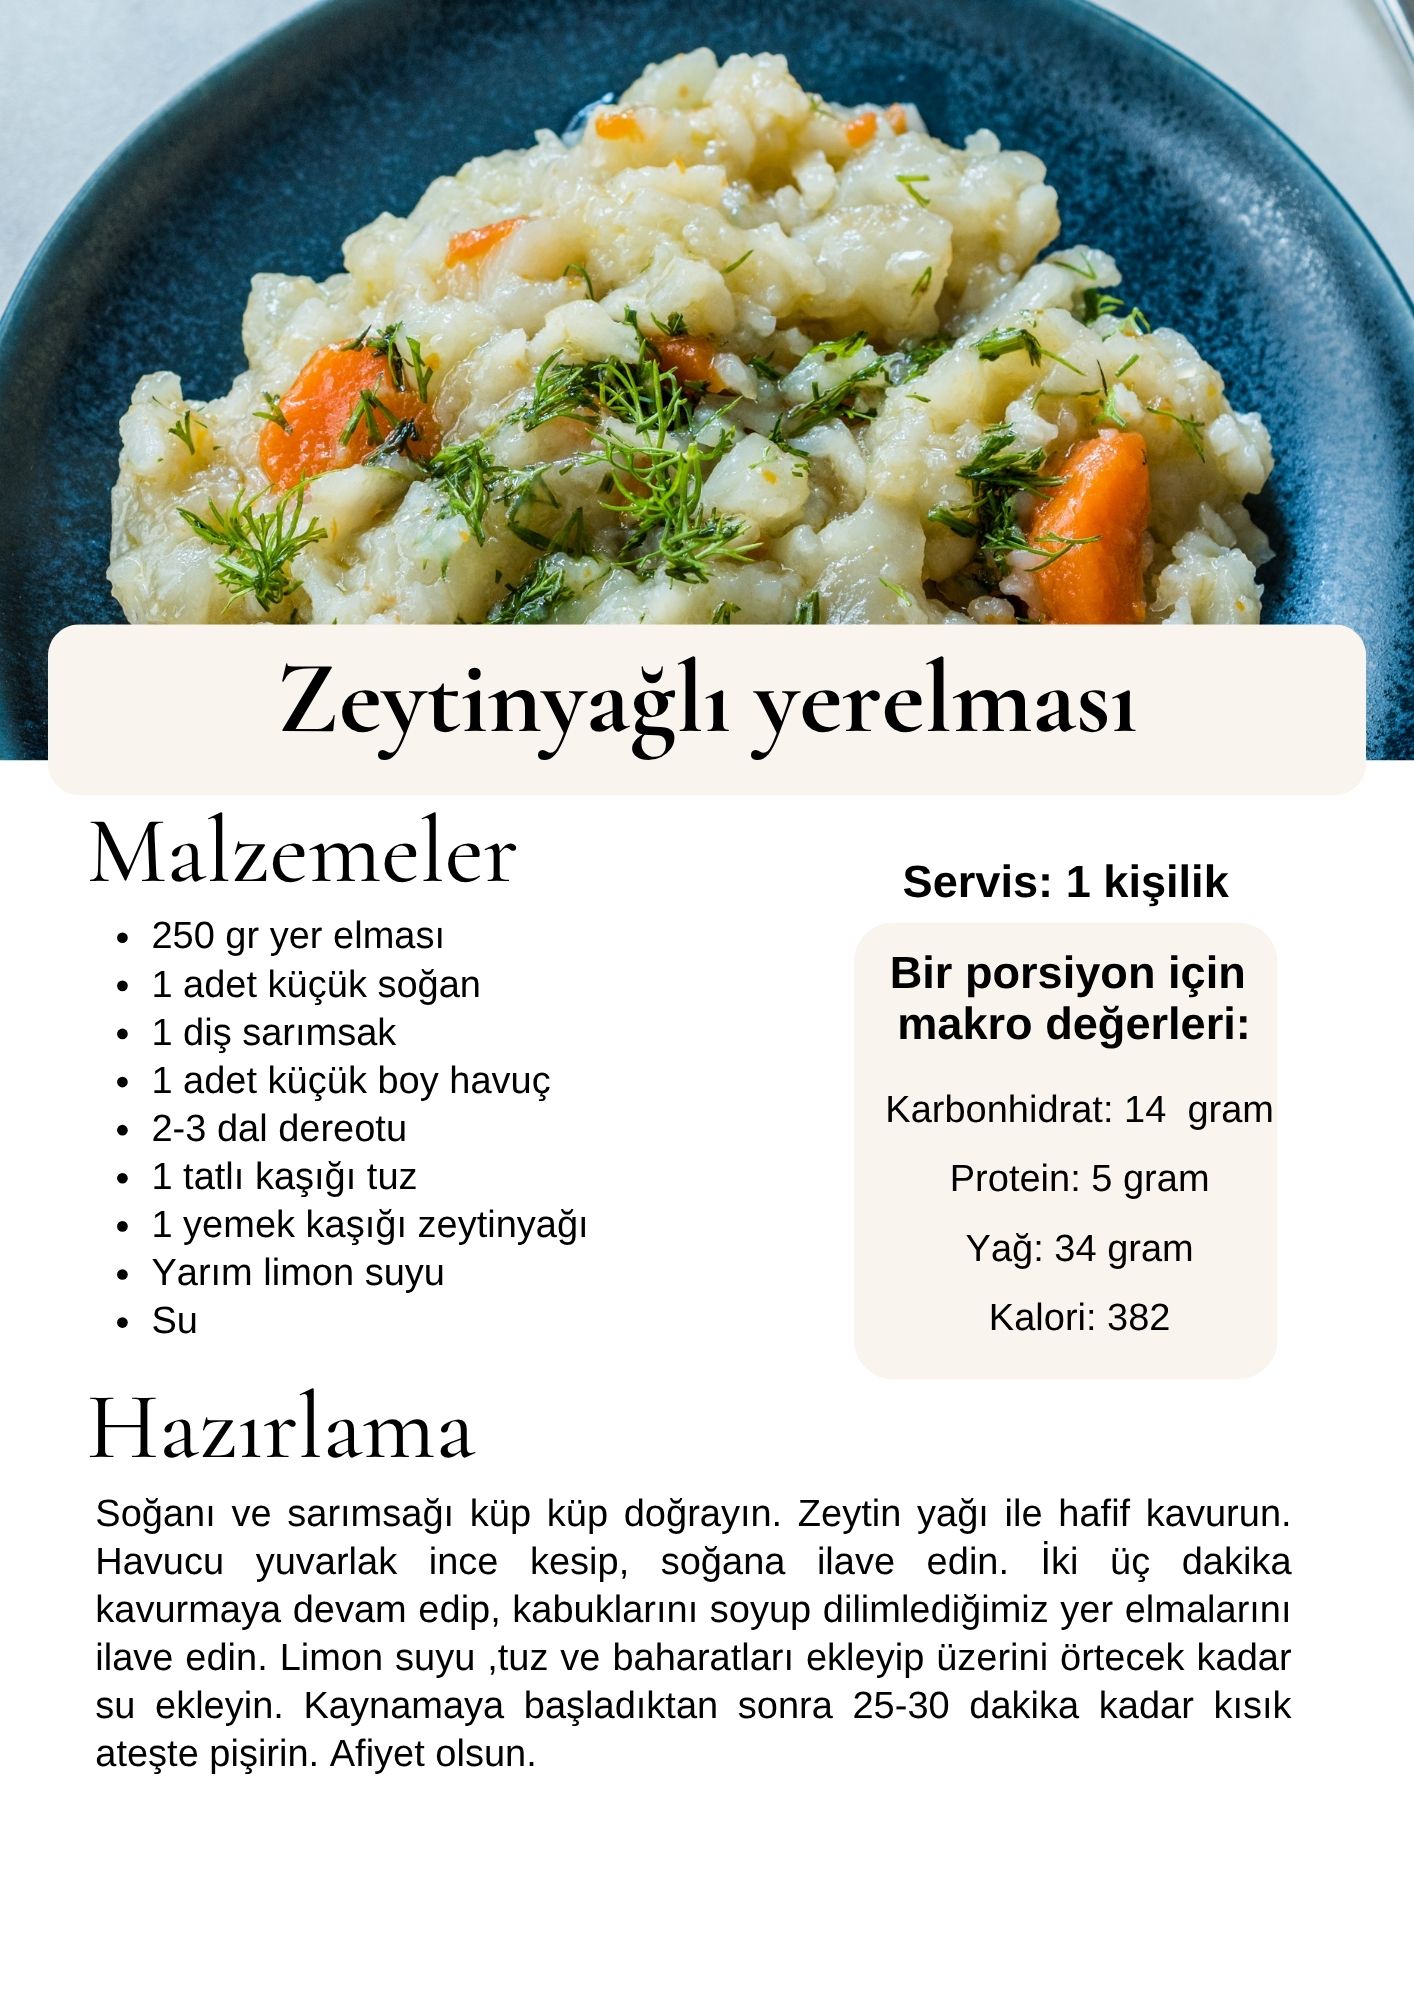 Zeytinyağlı yerelması
Malzemeler
• 250 gr yer elması
• 1 adet küçük soğan
• 1 diş sarımsak
• 1 adet küçük boy havuç
• 2-3 dal dereotu
• 1 tatlı kaşığı tuz
• 1 yemek kaşığı zeytinyağı
• Yarım limon suyu
• Su
Servis: 1 kişilik
Bir porsiyon için
makro değerleri:
Karbonhidrat: 14  gram
Protein: 5 gram
Yağ: 34 gram
Kalori: 382
Hazırlama
Soğanı ve sarımsağı küp küp doğrayın. Zeytin yağı ile hafif kavurun.
Havucu yuvarlak ince kesip, soğana ilave edin. İki üç dakika
kavurmaya devam edip, kabuklarını soyup dilimlediğimiz yer elmalarını
ilave edin. Limon suyu ,tuz ve baharatları ekleyip üzerini örtecek kadar
su ekleyin. Kaynamaya başladıktan sonra 25-30 dakika kadar kısık
ateşte pişirin. Afiyet olsun.